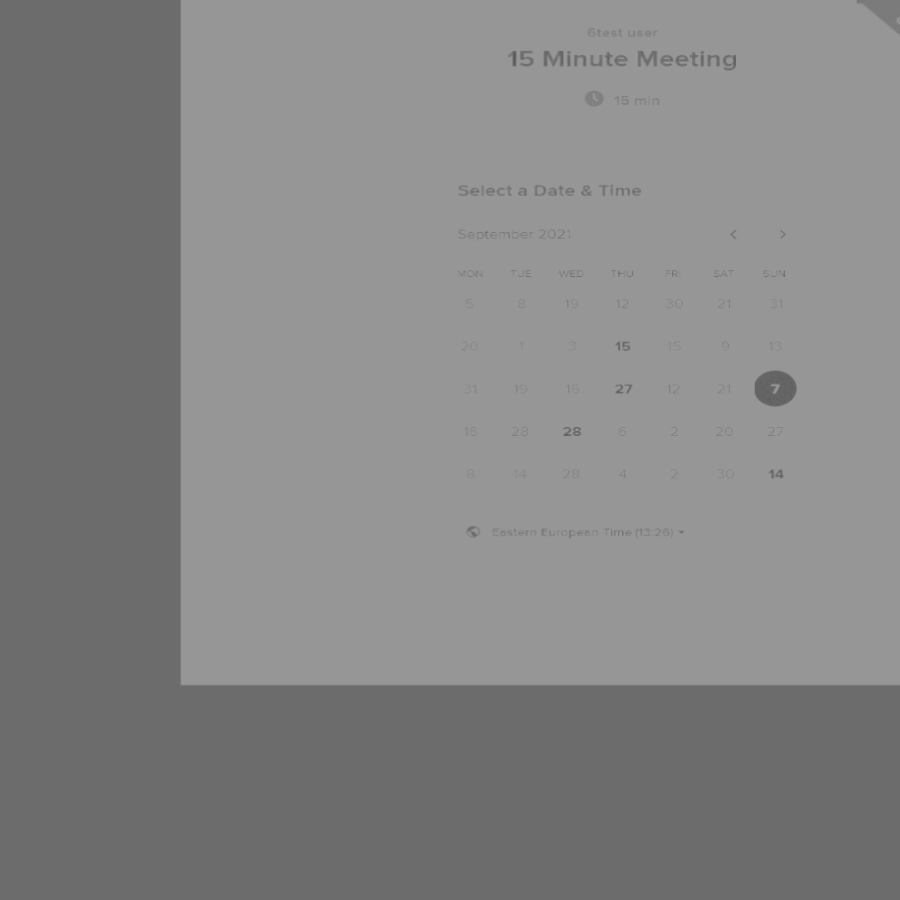 6test user
15 Minute Meeting
15 min
Select a Date & Time
September 2021
MON TUE WED THU FRI SAT SUN
5 8 19 12 30 21 31
20 1 3 15 15 9 13
31 19 15 27 12 21 7
16 28 28 6 2 20 27
8 14 28 4 2 30 14
Eastern European Time (13:26)